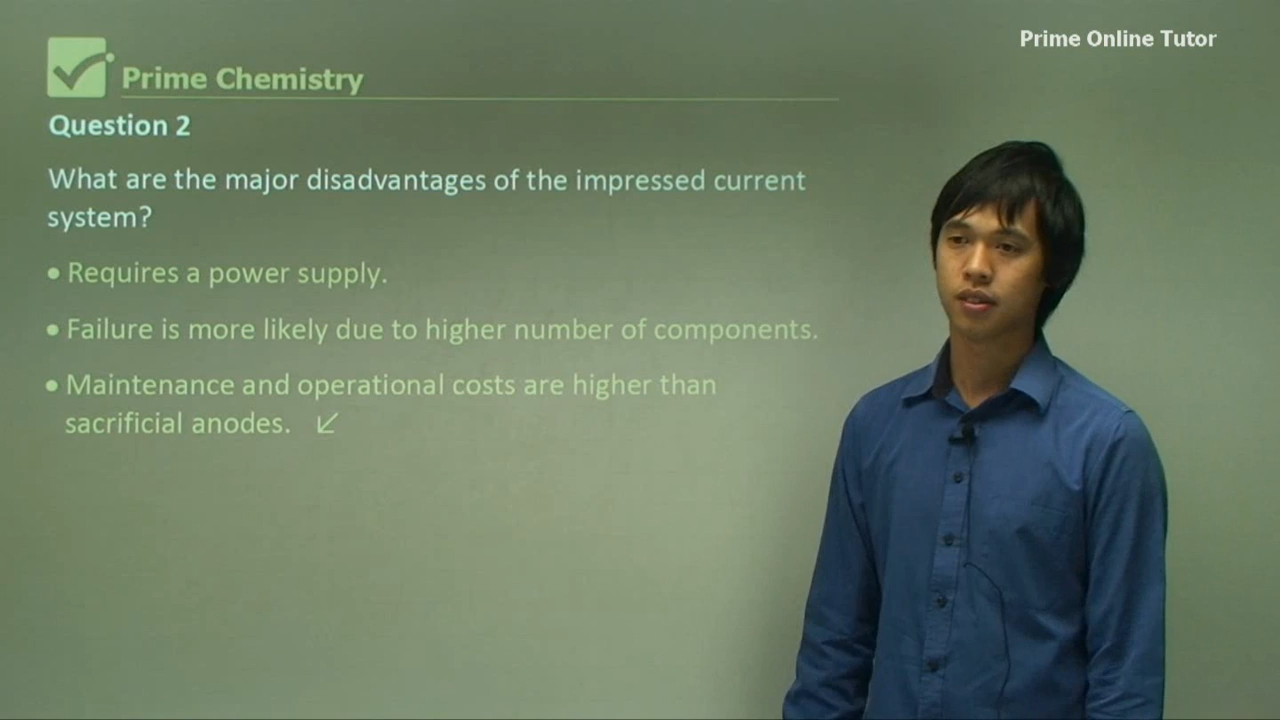 Prime Online Tutor
Prime Chemistry
Question 2
What are the major disadvantages of the impressed current
system?
• Requires a power supply.
• Failure is more likely due to higher number of components.
• Maintenance and operational costs are higher than
sacrificial anodes. ↙